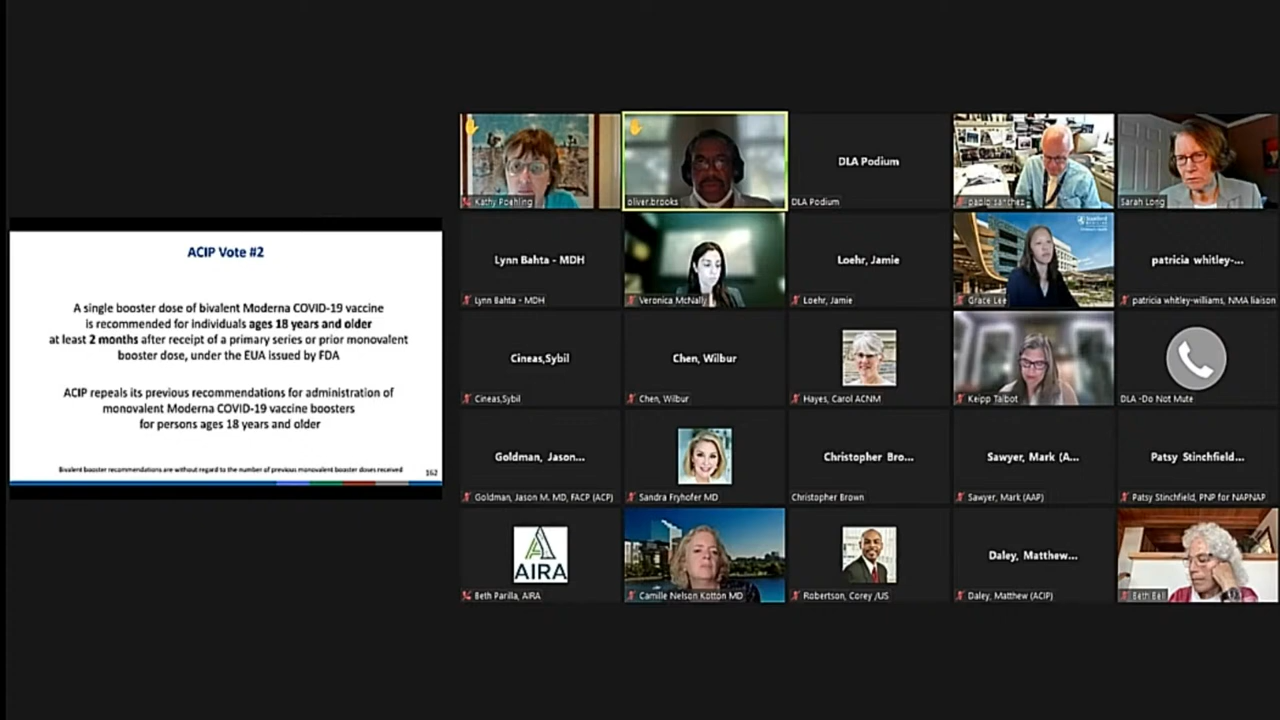 ACIP Vote #2
A single booster dose of bivalent Moderna COVID-19 vaccine
is recommended for individuals ages 18 years and older
at least 2 months after receipt of a primary series or prior monovalent
booster dose, under the EUA issued by FDA
ACIP repeals its previous recommendations for administration of
monovalent Moderna COVID-19 vaccine boosters
for persons ages 18 years and older
Bivalent booster recommendations are without regard to the number of previous monovalent booster doses received
162
Kathy Poehling
oliver.brooks
DLA Podium
DLA Podium
pablo sanchez
Sarah Long
Lynn Bahta - MDH
Lynn Bahta - MDH
Veronica McNally
Loehr, Jamie
Loehr, Jamie
Grace Lee
patricia whitley-...
patricia whitley-williams, NMA liaison
Cineas,Sybil
Cineas,Sybil
Chen, Wilbur
Chen, Wilbur
Hayes, Carol ACNM
Keipp Talbot
DLA -Do Not Mute
Goldman, Jason...
Goldman, Jason M. MD, FACP (ACP)
Sandra Fryhofer MD
Christopher Bro...
Christopher Brown
Sawyer, Mark (A...
Sawyer, Mark (AAP)
Patsy Stinchfield...
Patsy Stinchfield, PNP for NAPNAP
AIRA
Beth Parilla, AIRA
Camille Nelson Kotton MD
Robertson, Corey /US
Daley, Matthew...
Daley, Matthew (ACIP)
Beth Bell